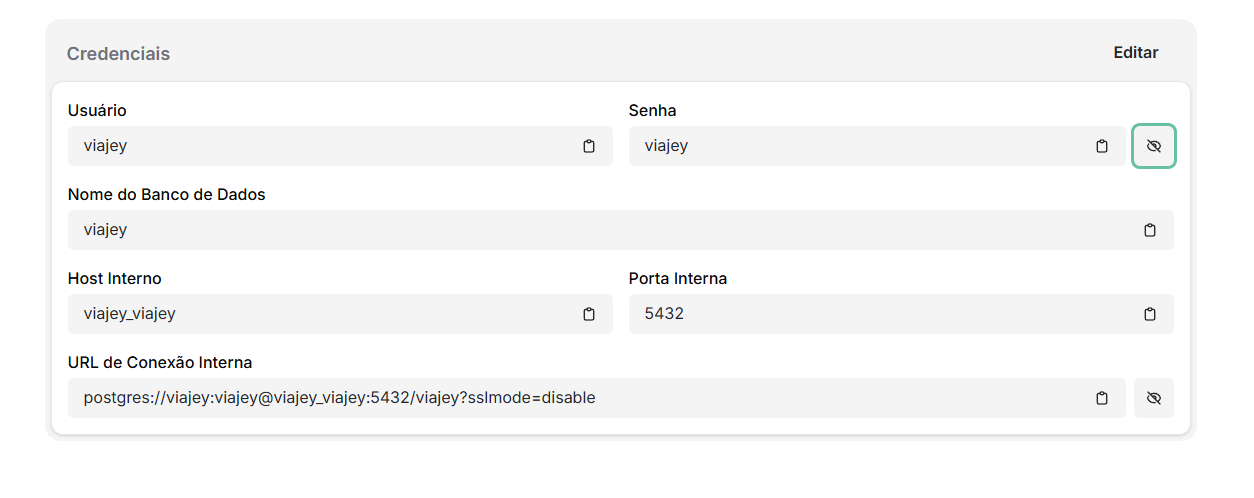 Credenciais
Editar
Usuário
Senha
viajey
viajey
Nome do Banco de Dados
viajey
Host Interno
Porta Interna
viajey_viajey
5432
URL de Conexão Interna
postgres://viajey:viajey@viajey_viajey:5432/viajey?sslmode=disable